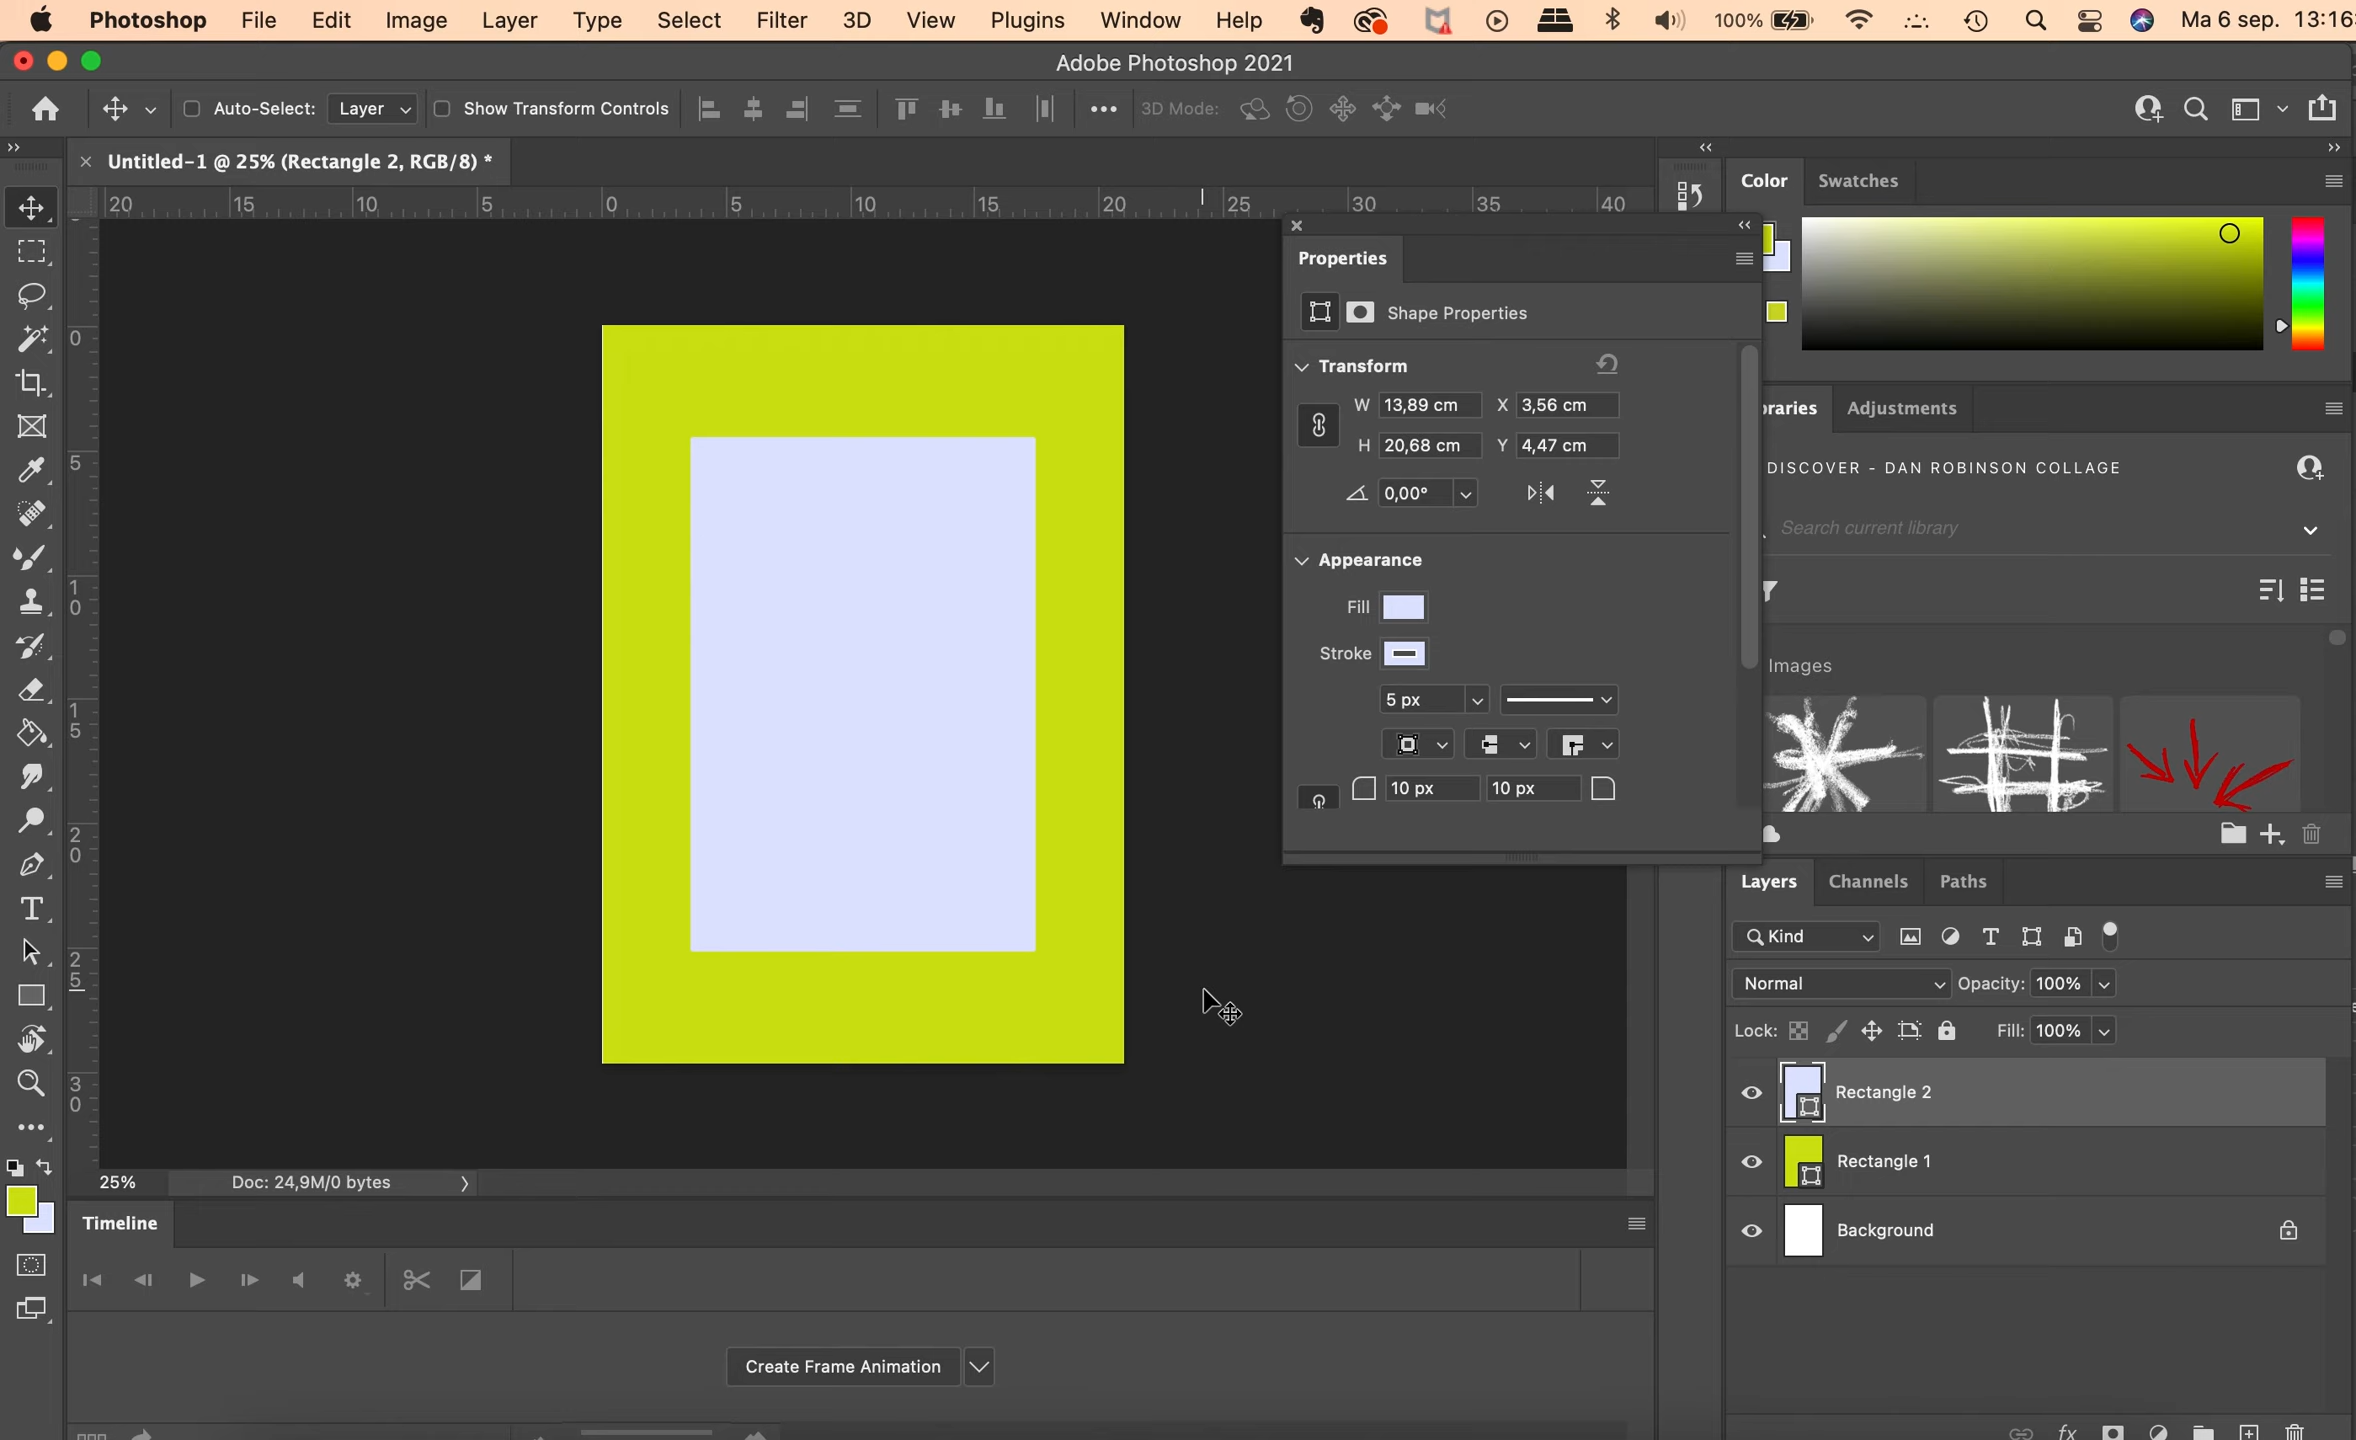 Photoshop File Edit Image Layer Type Select Filter 3D View Plugins Window Help 100% Ma 6 sep. 13:16
Adobe Photoshop 2021
Auto-Select: Layer Show Transform Controls 3D Mode:
Untitled-1 @ 25% (Rectangle 2, RGB/8) *
20 15 10 5 0 5 10 15 20 25 30 35 40
0
5
10
15
20
25
30
Properties
Shape Properties
Transform
W 13,89 cm X 3,56 cm
H 20,68 cm Y 4,47 cm
0,00°
Appearance
Fill
Stroke
5 px
10 px 10 px
Color Swatches
braries Adjustments
DISCOVER - DAN ROBINSON COLLAGE
Search current library
Images
Layers Channels Paths
Kind
Normal Opacity: 100%
Lock: Fill: 100%
Rectangle 2
Rectangle 1
Background
25% Doc: 24,9M/0 bytes
Timeline
Create Frame Animation
fx